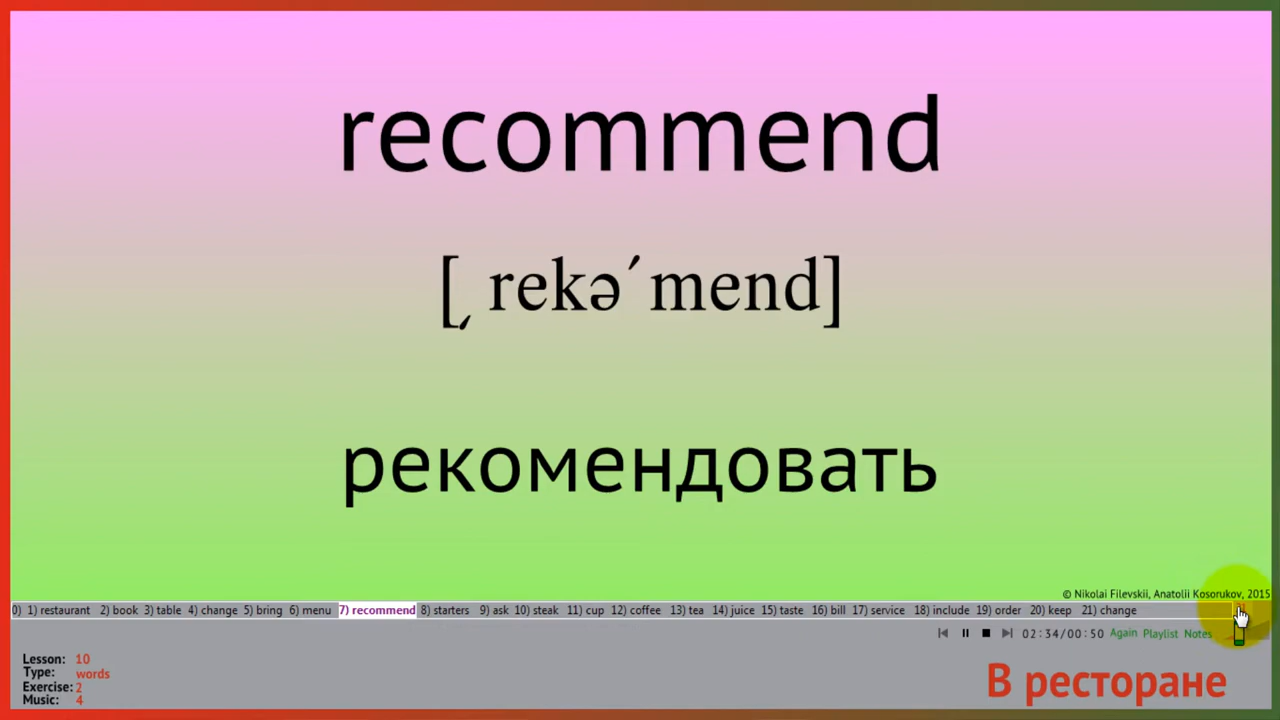 recommend
[ˌrekə´mend]
рекомендовать
© Nikolai Filevskii, Anatolii Kosorukov, 2015
0) 1) restaurant 2) book 3) table 4) change 5) bring 6) menu 7) recommend 8) starters 9) ask 10) steak 11) cup 12) coffee 13) tea 14) juice 15) taste 16) bill 17) service 18) include 19) order 20) keep 21) change
02:34/00:50 Again Playlist Notes
Lesson: 10
Type: words
Exercise: 2
Music: 4
В ресторане